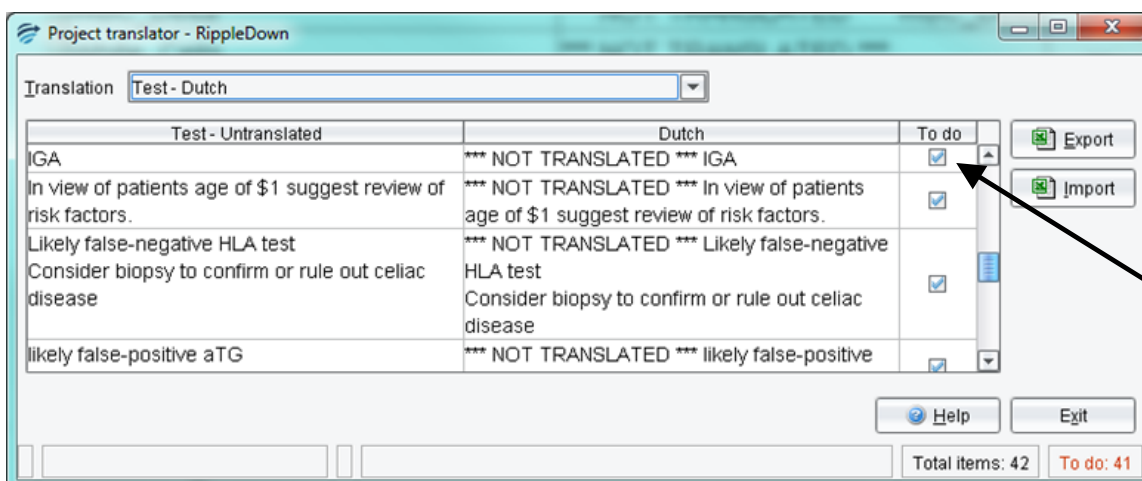 Project translator - RippleDown
Translation Test - Dutch
Test - Untranslated Dutch To do
IGA *** NOT TRANSLATED *** IGA
In view of patients age of $1 suggest review of *** NOT TRANSLATED *** In view of patients
risk factors. age of $1 suggest review of risk factors.
Likely false-negative HLA test *** NOT TRANSLATED *** Likely false-negative
Consider biopsy to confirm or rule out celiac HLA test
disease Consider biopsy to confirm or rule out celiac
disease
likely false-positive aTG *** NOT TRANSLATED *** likely false-positive
Export
Import
Help Exit
Total items: 42 To do: 41